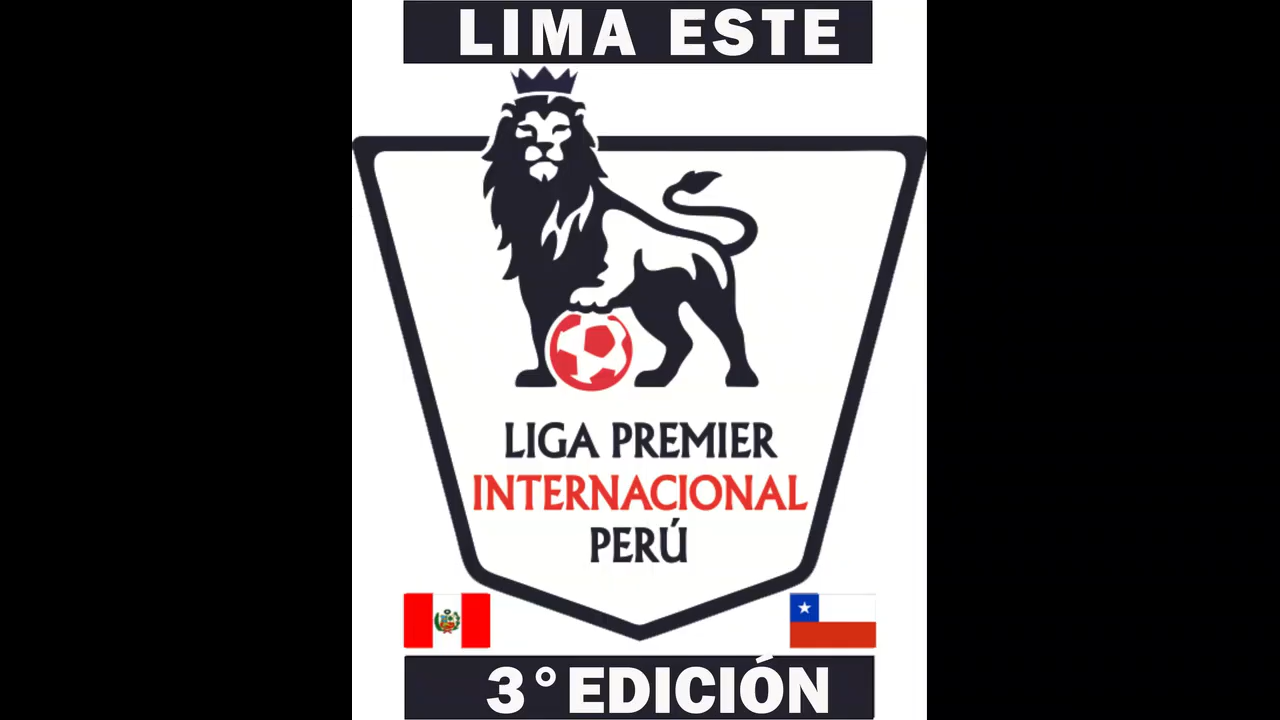 LIMA ESTE
LIGA PREMIER
INTERNACIONAL
PERÚ
3°EDICIÓN